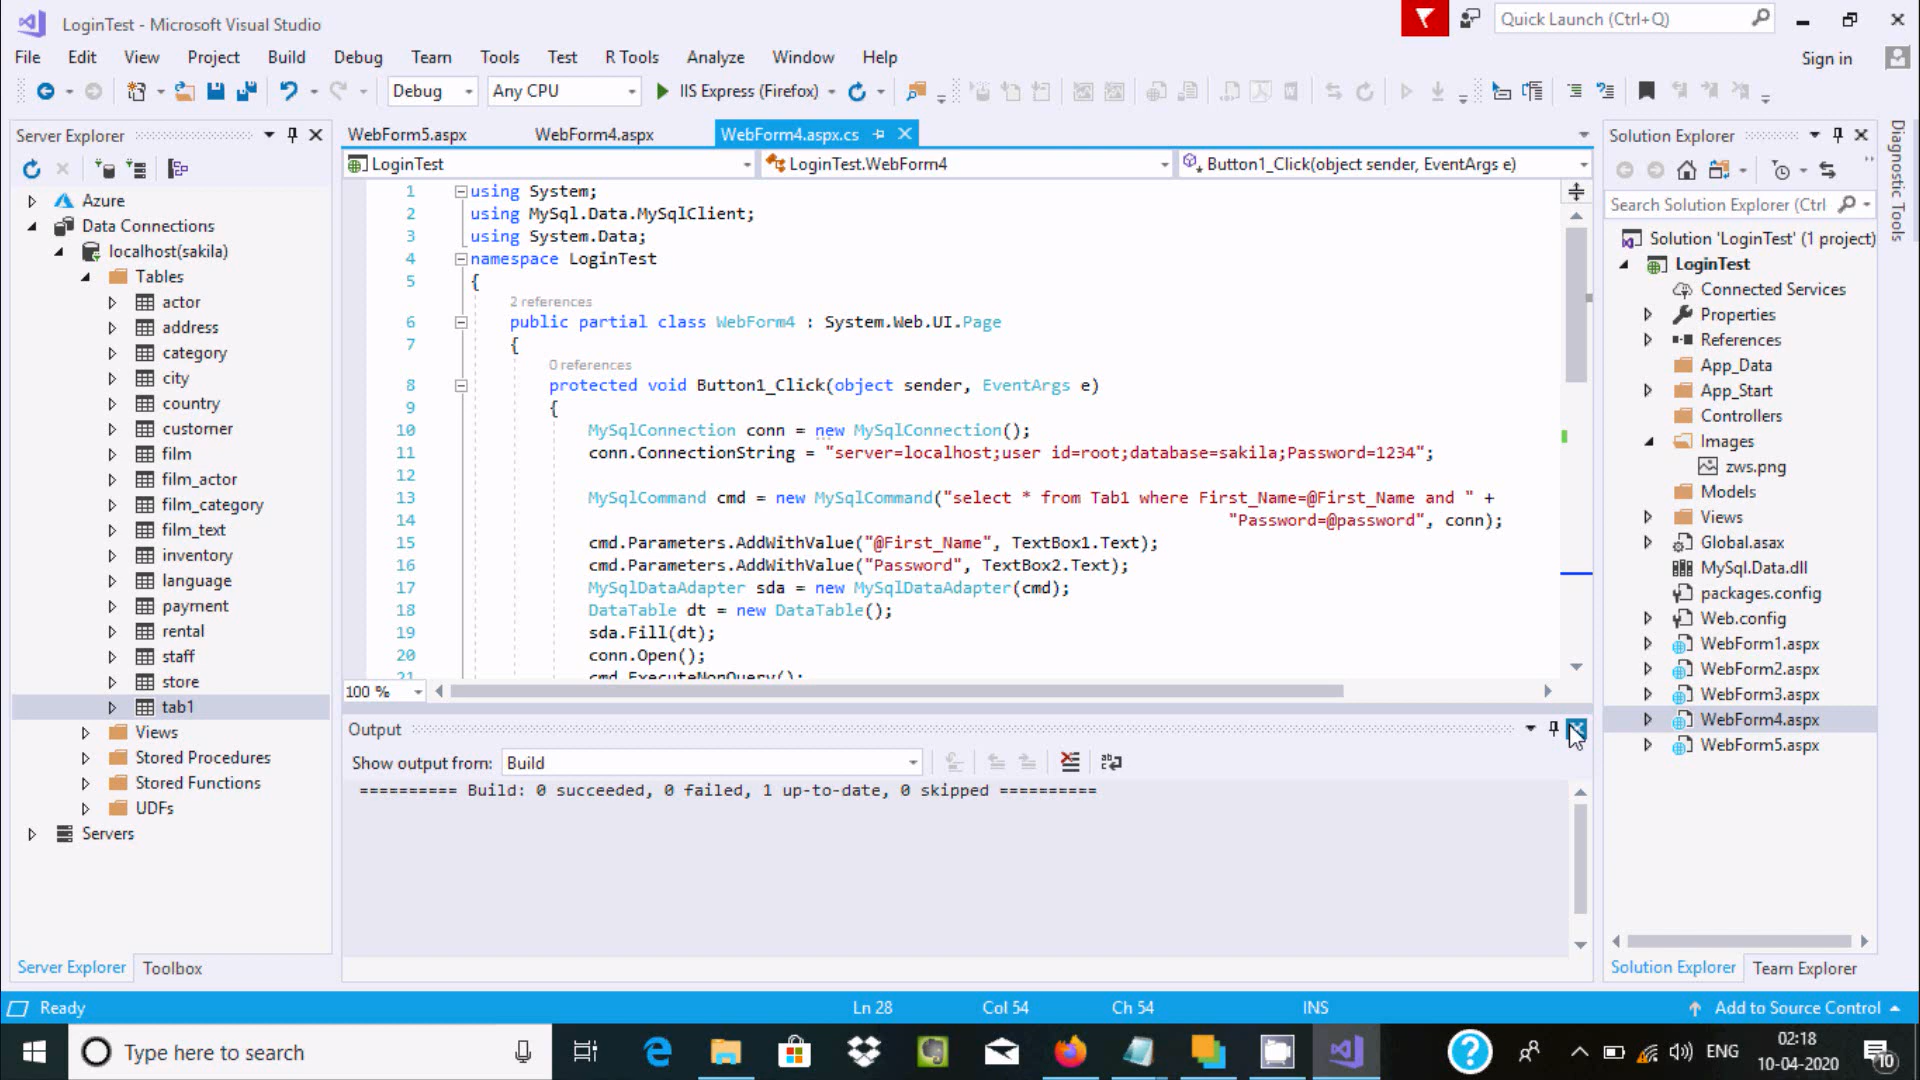 LoginTest - Microsoft Visual Studio
Quick Launch (Ctrl+Q)
File Edit View Project Build Debug Team Tools Test R Tools Analyze Window Help
Sign in
Debug Any CPU IIS Express (Firefox)
Server Explorer
Azure
Data Connections
localhost(sakila)
Tables
actor
address
category
city
country
customer
film
film_actor
film_category
film_text
inventory
language
payment
rental
staff
store
tab1
Views
Stored Procedures
Stored Functions
UDFs
Servers
Server Explorer Toolbox
WebForm5.aspx WebForm4.aspx WebForm4.aspx.cs
LoginTest LoginTest.WebForm4 Button1_Click(object sender, EventArgs e)
1 using System;
2 using MySql.Data.MySqlClient;
3 using System.Data;
4 namespace LoginTest
5 {
2 references
6 public partial class WebForm4 : System.Web.UI.Page
7 {
0 references
8 protected void Button1_Click(object sender, EventArgs e)
9 {
10 MySqlConnection conn = new MySqlConnection();
11 conn.ConnectionString = "server=localhost;user id=root;database=sakila;Password=1234";
12
13 MySqlCommand cmd = new MySqlCommand("select * from Tab1 where First_Name=@First_Name and " +
14 "Password=@password", conn);
15 cmd.Parameters.AddWithValue("@First_Name", TextBox1.Text);
16 cmd.Parameters.AddWithValue("Password", TextBox2.Text);
17 MySqlDataAdapter sda = new MySqlDataAdapter(cmd);
18 DataTable dt = new DataTable();
19 sda.Fill(dt);
20 conn.Open();
21 cmd.ExecuteNonQuery();
100 %
Output
Show output from: Build
========== Build: 0 succeeded, 0 failed, 1 up-to-date, 0 skipped ==========
Solution Explorer
Search Solution Explorer (Ctrl
Solution 'LoginTest' (1 project)
LoginTest
Connected Services
Properties
References
App_Data
App_Start
Controllers
Images
zws.png
Models
Views
Global.asax
MySql.Data.dll
packages.config
Web.config
WebForm1.aspx
WebForm2.aspx
WebForm3.aspx
WebForm4.aspx
WebForm5.aspx
Solution Explorer Team Explorer
Diagnostic Tools
Ready Ln 28 Col 54 Ch 54 INS Add to Source Control
Type here to search
ENG
02:18
10-04-2020
10